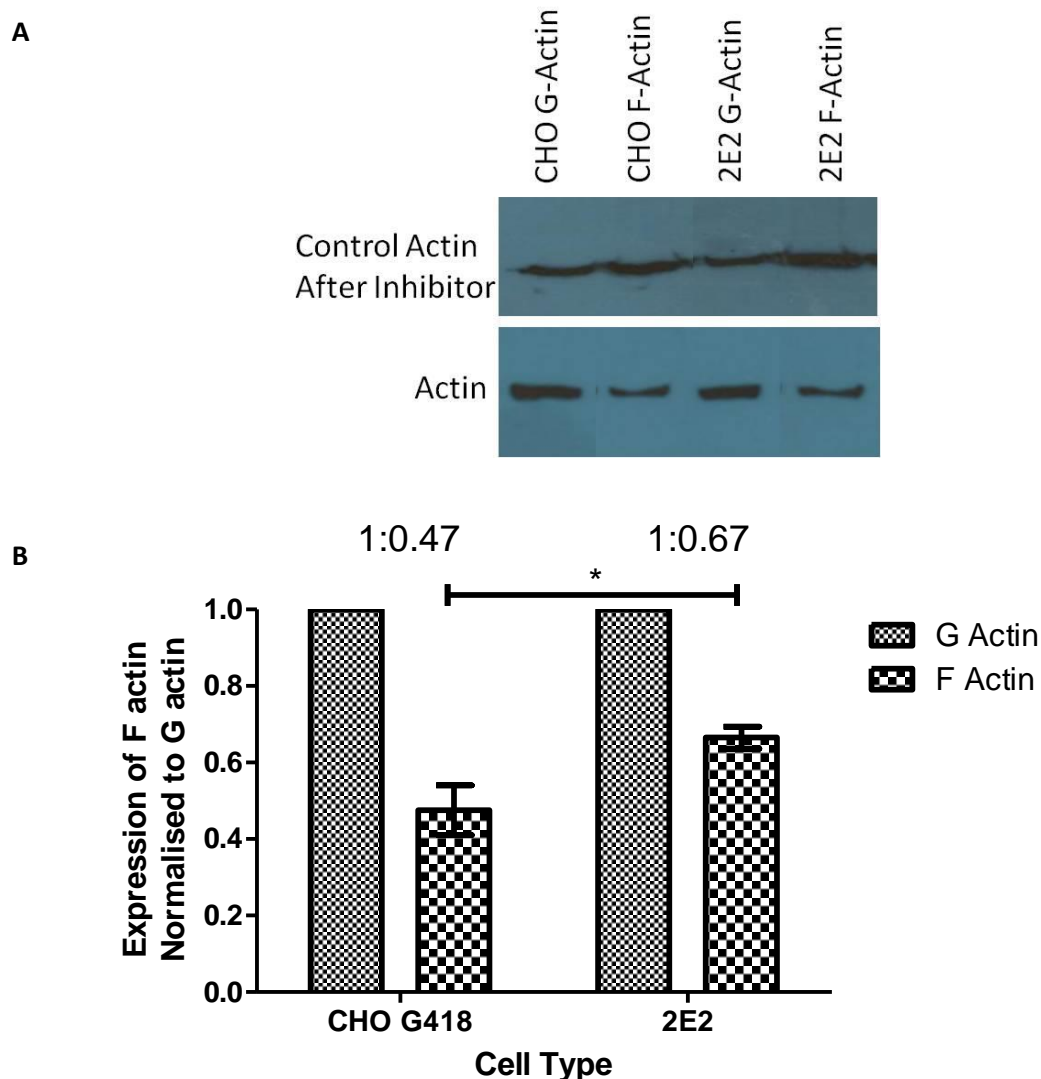 A
CHO G-Actin
CHO F-Actin
2E2 G-Actin
2E2 F-Actin
Control Actin
After Inhibitor
Actin
B
1:0.47
1:0.67
*
1.0
0.8
0.6
0.4
0.2
0.0
Expression of F actin
Normalised to G actin
G Actin
F Actin
CHO G418
2E2
Cell Type